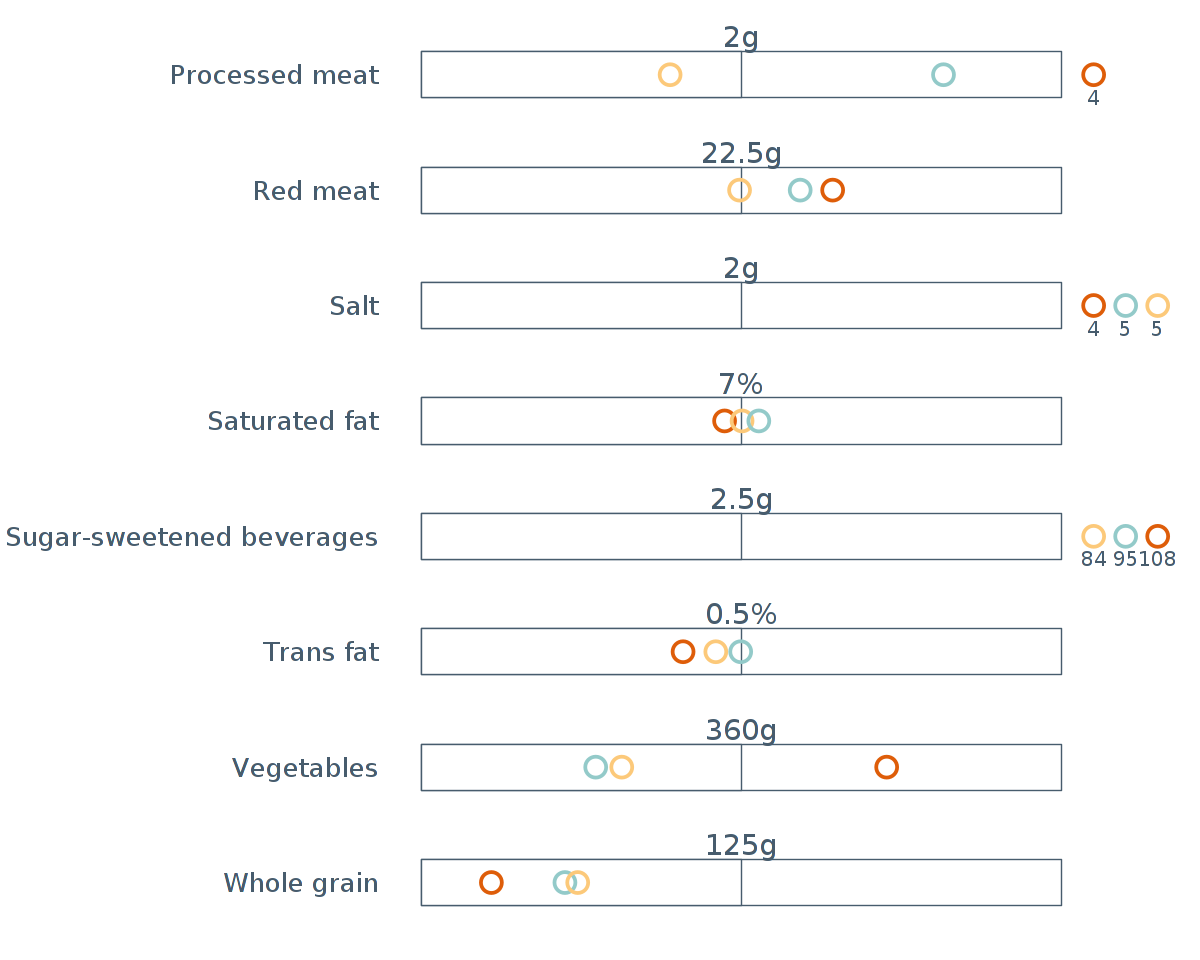 2g
Processed meat
4
22.5g
Red meat
2g
Salt
4 5 5
7%
Saturated fat
2.5g
Sugar-sweetened beverages
84 95 108
0.5%
Trans fat
360g
Vegetables
125g
Whole grain